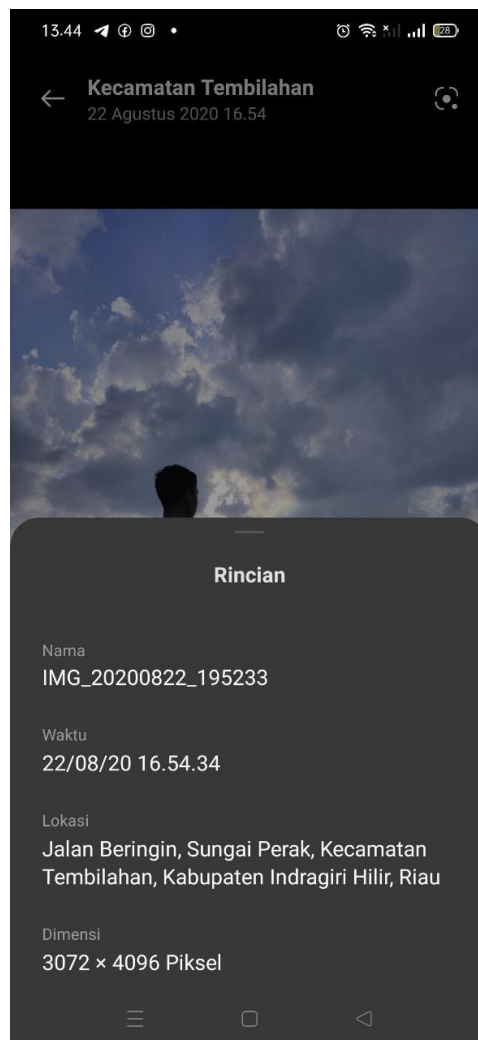 13.44
28
Kecamatan Tembilahan
22 Agustus 2020 16.54
Rincian
Nama
IMG_20200822_195233
Waktu
22/08/20 16.54.34
Lokasi
Jalan Beringin, Sungai Perak, Kecamatan
Tembilahan, Kabupaten Indragiri Hilir, Riau
Dimensi
3072 × 4096 Piksel